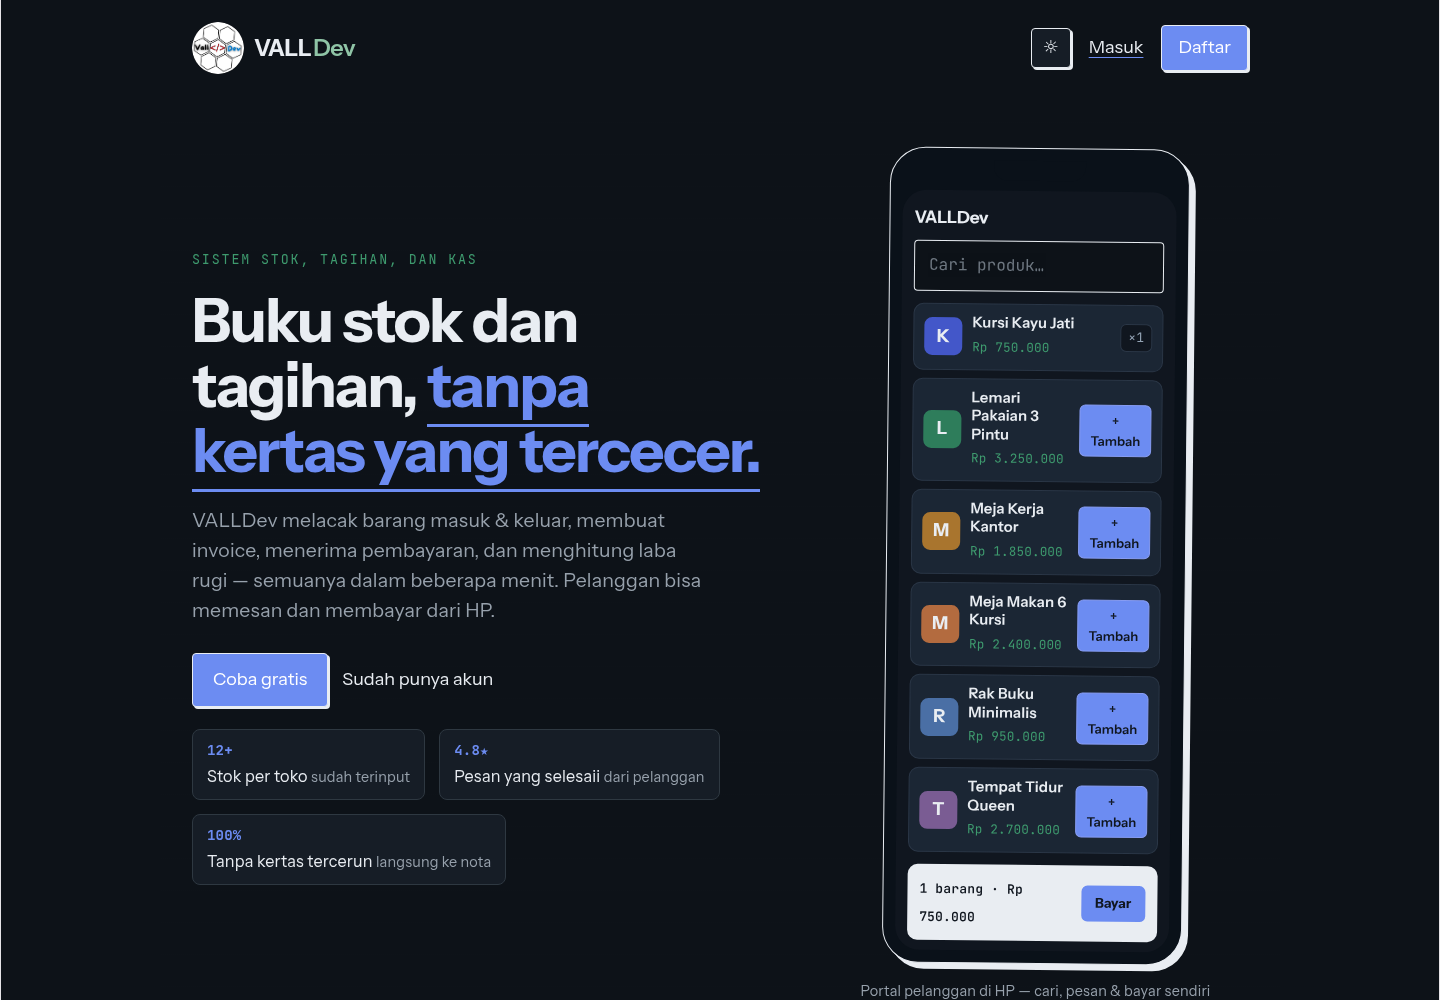 Vall</>Dev
VALLDev
☼
Masuk
Daftar
SISTEM STOK, TAGIHAN, DAN KAS
Buku stok dan
tagihan, tanpa
kertas yang tercecer.
VALLDev melacak barang masuk & keluar, membuat
invoice, menerima pembayaran, dan menghitung laba
rugi — semuanya dalam beberapa menit. Pelanggan bisa
memesan dan membayar dari HP.
Coba gratis
Sudah punya akun
12+
Stok per toko sudah terinput
4.8★
Pesan yang selesaii dari pelanggan
100%
Tanpa kertas tercerun langsung ke nota
VALLDev
Cari produk…
K
Kursi Kayu Jati
Rp 750.000
×1
L
Lemari
Pakaian 3
Pintu
Rp 3.250.000
+
Tambah
M
Meja Kerja
Kantor
Rp 1.850.000
+
Tambah
M
Meja Makan 6
Kursi
Rp 2.400.000
+
Tambah
R
Rak Buku
Minimalis
Rp 950.000
+
Tambah
T
Tempat Tidur
Queen
Rp 2.700.000
+
Tambah
1 barang · Rp
750.000
Bayar
Portal pelanggan di HP — cari, pesan & bayar sendiri